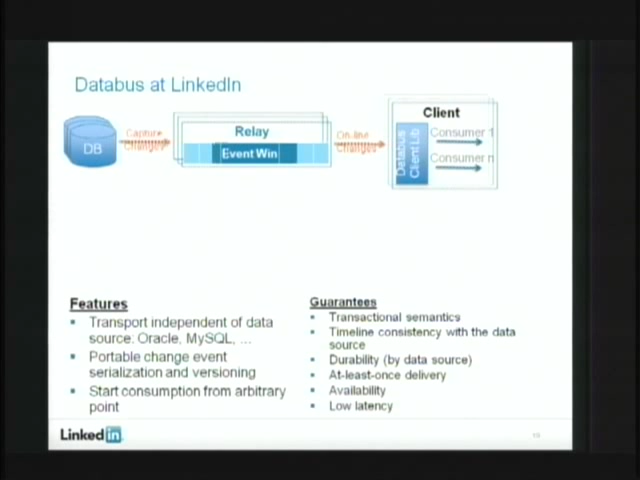 Databus at LinkedIn
DB
Capture
Changes
Relay
Event Win
On-line
Changes
Client
Databus
Client Lib
Consumer 1
Consumer n
Features
▪ Transport independent of data
source: Oracle, MySQL, ...
▪ Portable change event
serialization and versioning
▪ Start consumption from arbitrary
point
Guarantees
▪ Transactional semantics
▪ Timeline consistency with the data
source
▪ Durability (by data source)
▪ At-least-once delivery
▪ Availability
▪ Low latency
LinkedIn